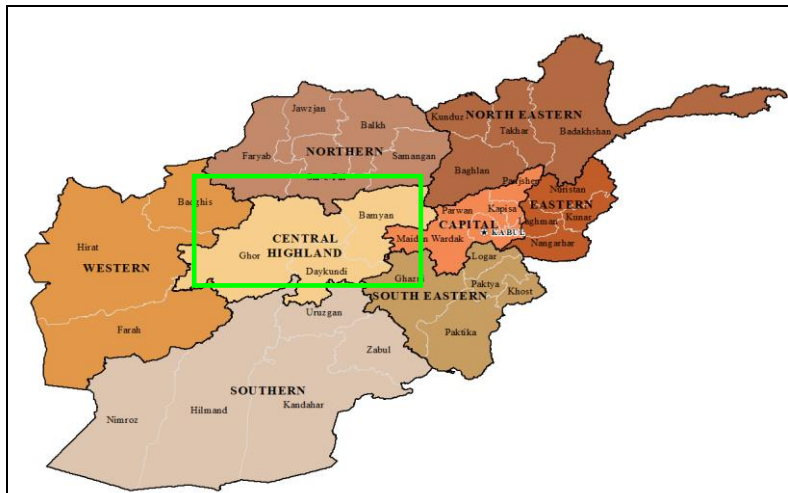 Jawzjan
Balkh
Kunduz
NORTH EASTERN
Takhar
Badakhshan
Faryab
NORTHERN
Samangan
Baghlan
Panjsher
Nuristan
EASTERN
Badghis
Bamyan
Parwan
Kapisa
Laghman
Kunar
CAPITAL
KABUL
Hirat
WESTERN
CENTRAL
HIGHLAND
Ghor
Maidan Wardak
Nangarhar
Logar
Daykundi
Paktya
Khost
SOUTH EASTERN
Uruzgan
Farah
Paktika
Zabul
SOUTHERN
Hilmand
Kandahar
Nimroz